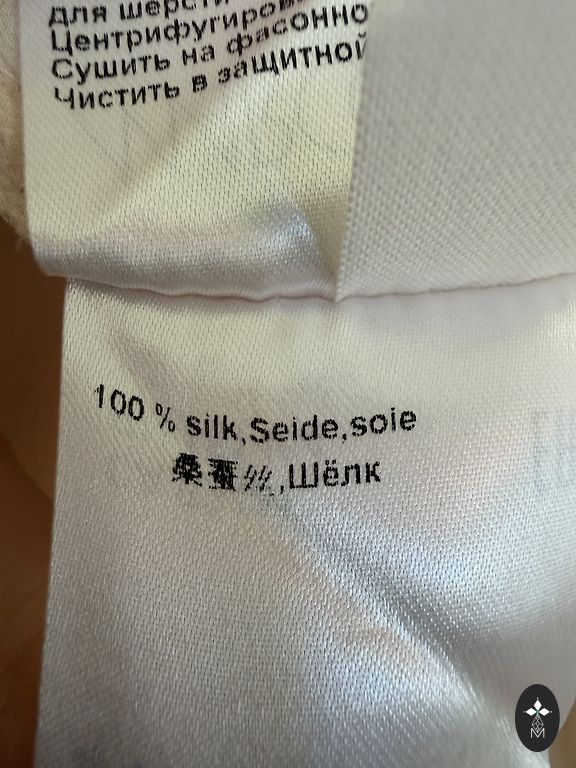 для шерсти
Центрифугиров
Сушить на фасонно
Чистить в защитной
100 % silk,Seide,soie
桑蚕丝,Шёлк
M